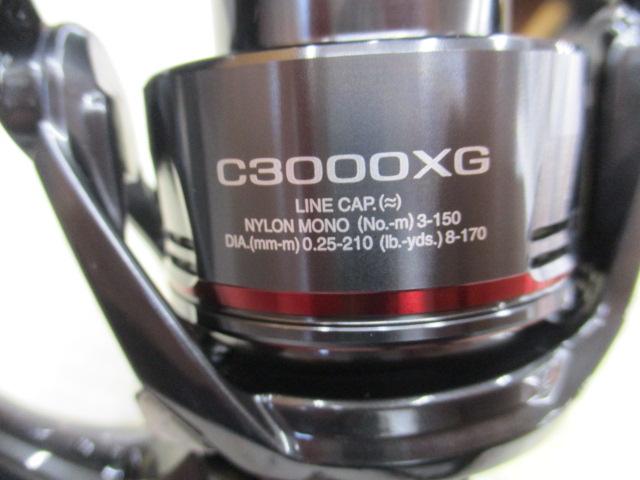 C3000XG
LINE CAP.(≈)
NYLON MONO (No.-m) 3-150
DIA.(mm-m) 0.25-210 (lb.-yds.) 8-170